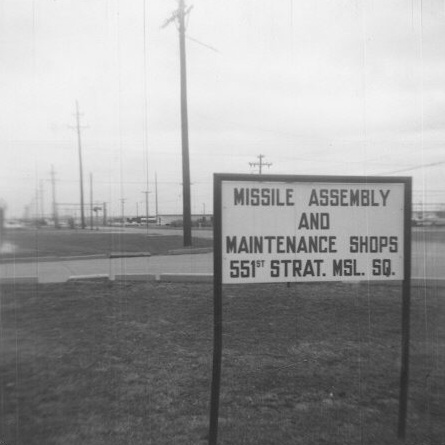 MISSILE ASSEMBLY
AND
MAINTENANCE SHOPS
551ST STRAT. MSL. SQ.